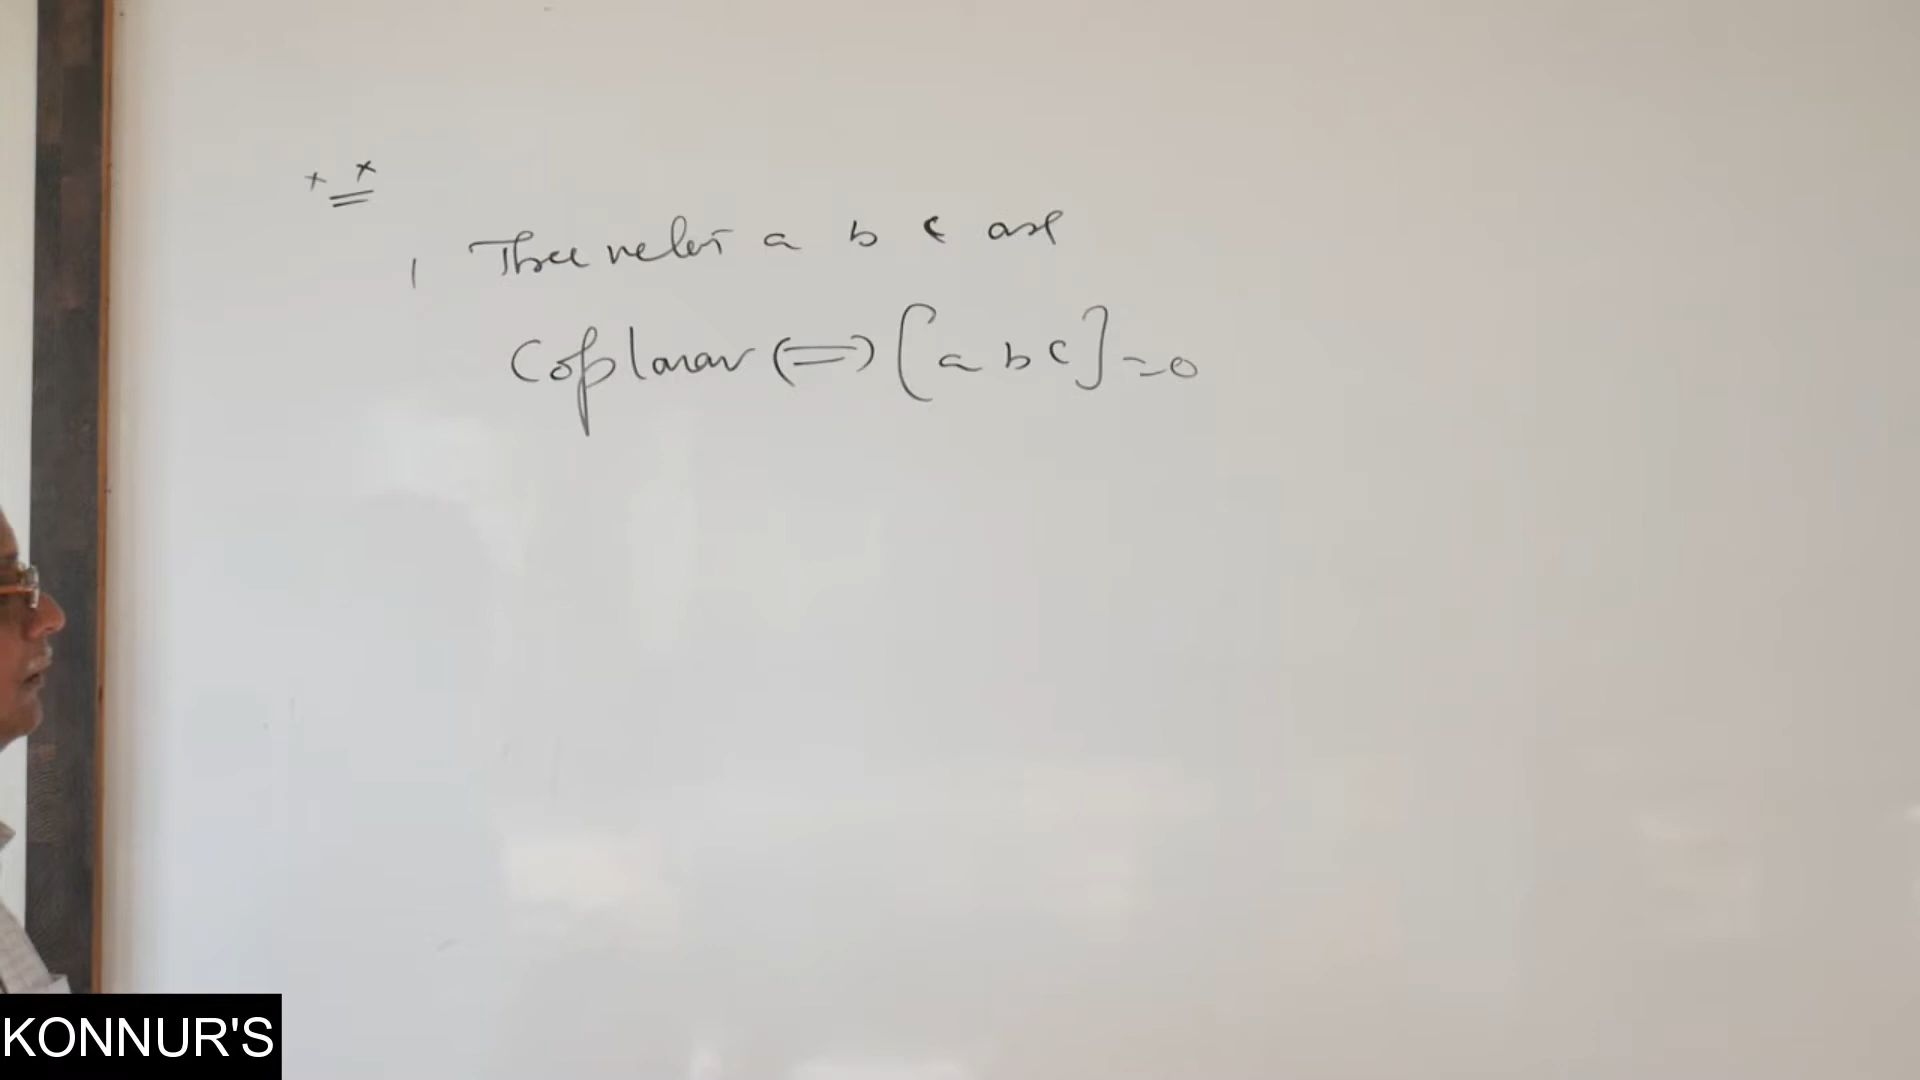 × ×
1 Three vector a b c are
Coplanar (=) [a b c] = 0
KONNUR'S